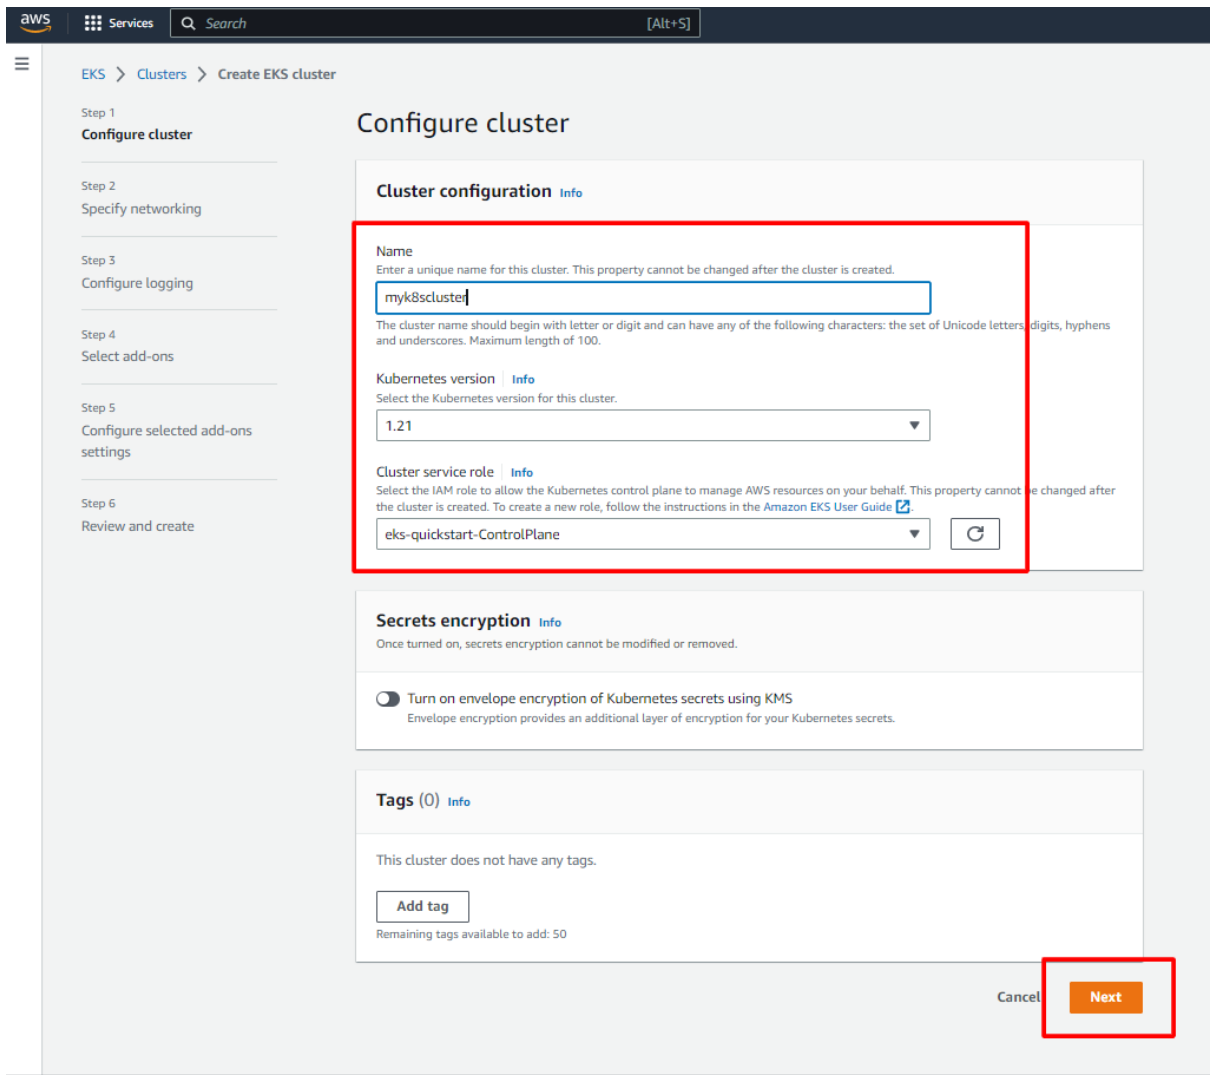 aws Services Search [Alt+S]
EKS > Clusters > Create EKS cluster
Step 1
Configure cluster
Step 2
Specify networking
Step 3
Configure logging
Step 4
Select add-ons
Step 5
Configure selected add-ons
settings
Step 6
Review and create
Configure cluster
Cluster configuration Info
Name
Enter a unique name for this cluster. This property cannot be changed after the cluster is created.
myk8scluster
The cluster name should begin with letter or digit and can have any of the following characters: the set of Unicode letters, digits, hyphens
and underscores. Maximum length of 100.
Kubernetes version Info
Select the Kubernetes version for this cluster.
1.21
Cluster service role Info
Select the IAM role to allow the Kubernetes control plane to manage AWS resources on your behalf. This property cannot be changed after
the cluster is created. To create a new role, follow the instructions in the Amazon EKS User Guide.
eks-quickstart-ControlPlane
Secrets encryption Info
Once turned on, secrets encryption cannot be modified or removed.
Turn on envelope encryption of Kubernetes secrets using KMS
Envelope encryption provides an additional layer of encryption for your Kubernetes secrets.
Tags (0) Info
This cluster does not have any tags.
Add tag
Remaining tags available to add: 50
Cancel Next